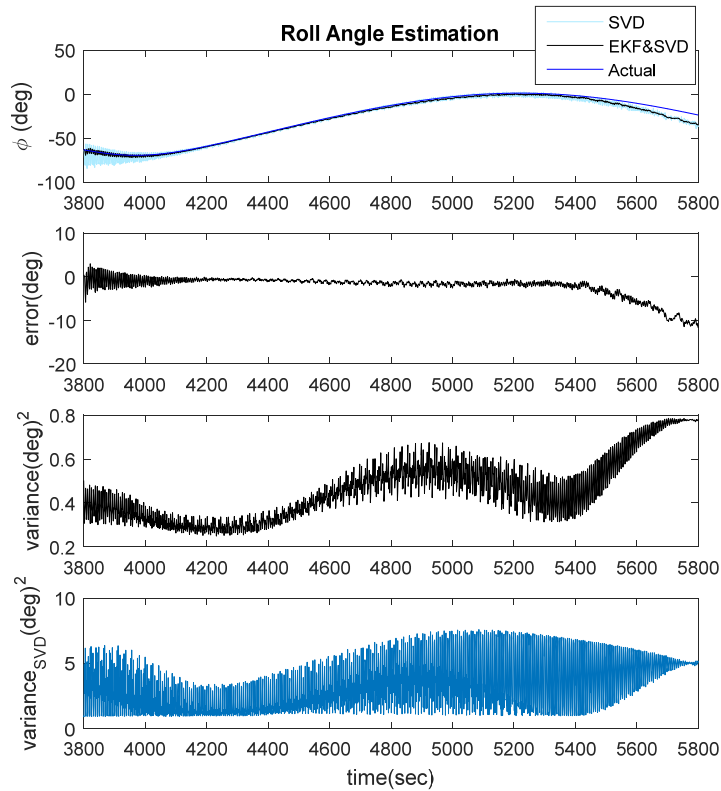 Roll Angle Estimation
SVD
EKF&SVD
Actual
ϕ (deg)
50
0
-50
-100
3800 4000 4200 4400 4600 4800 5000 5200 5400 5600 5800
error(deg)
10
0
-10
-20
3800 4000 4200 4400 4600 4800 5000 5200 5400 5600 5800
variance(deg)²
0.8
0.6
0.4
0.2
3800 4000 4200 4400 4600 4800 5000 5200 5400 5600 5800
variance_SVD(deg)²
10
5
0
3800 4000 4200 4400 4600 4800 5000 5200 5400 5600 5800
time(sec)